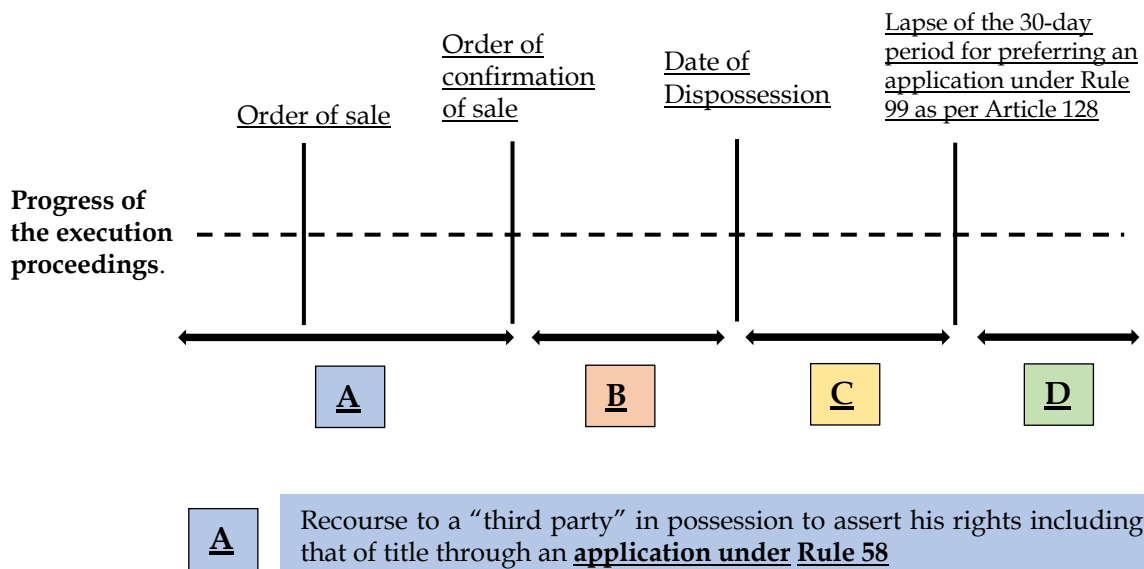 Order of sale
Order of
confirmation
of sale
Date of
Dispossession
Lapse of the 30-day
period for preferring an
application under Rule
99 as per Article 128
Progress of
the execution
proceedings.
A
B
C
D
A
Recourse to a “third party” in possession to assert his rights including
that of title through an application under Rule 58